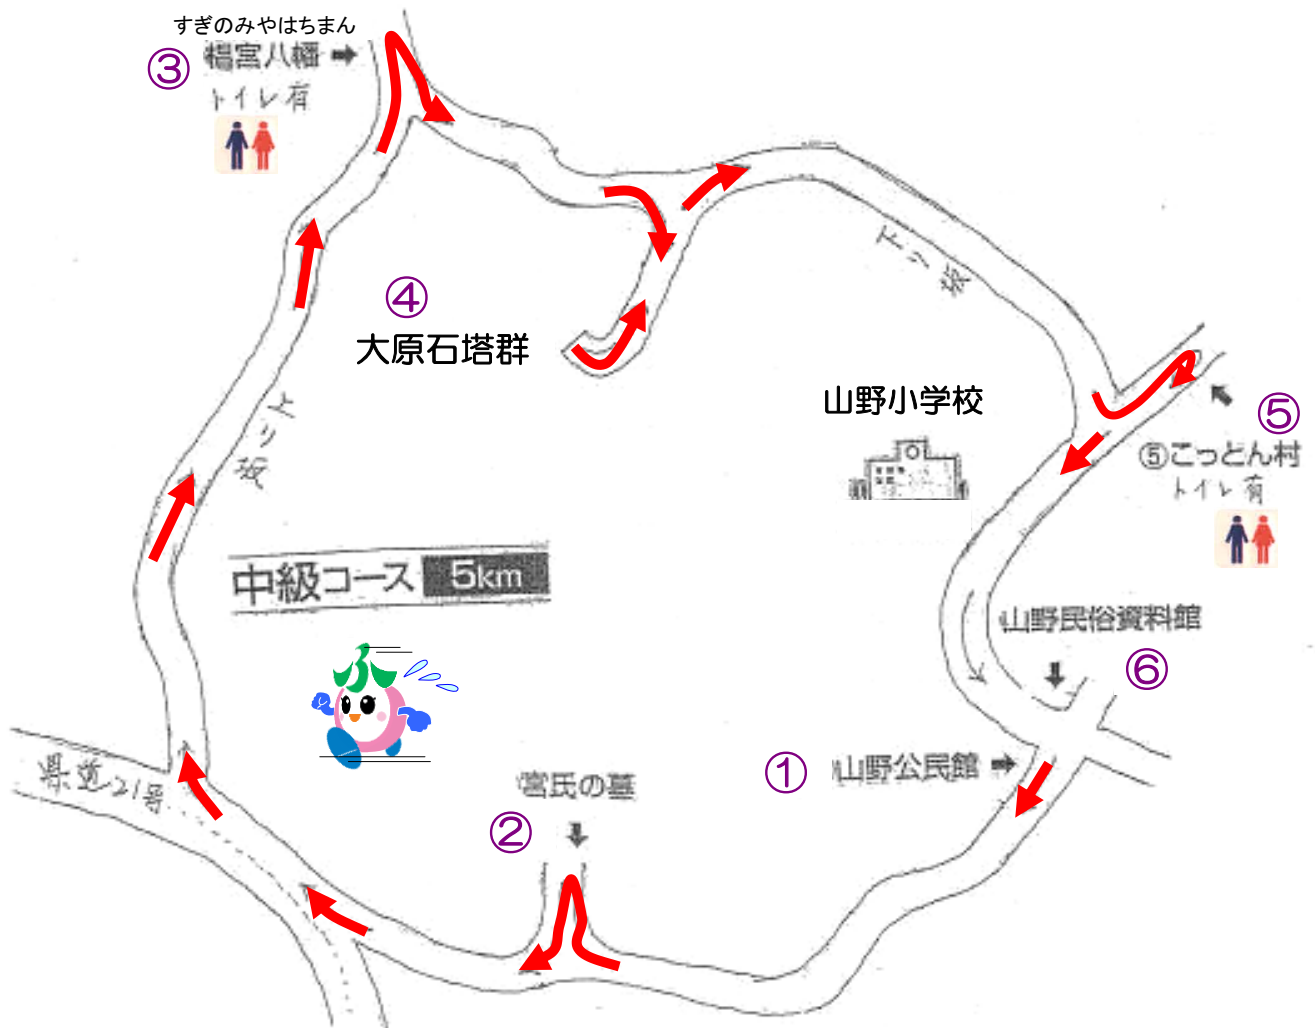 すぎのみやはちまん
③
椙宮八幡
トイレ有
下り坂
④
大原石塔群
上り坂
山野小学校
⑤
⑤こっとん村
トイレ有
中級コース 5km
山野民俗資料館
⑥
県道21号
①
山野公民館
宮氏の墓
②